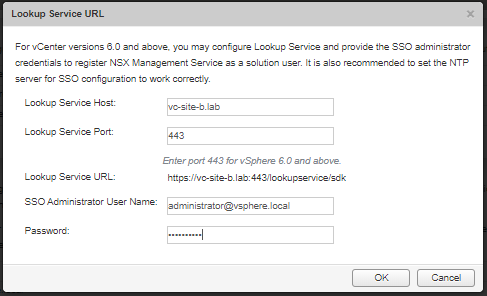 Lookup Service URL
For vCenter versions 6.0 and above, you may configure Lookup Service and provide the SSO administrator
credentials to register NSX Management Service as a solution user. It is also recommended to set the NTP
server for SSO configuration to work correctly.
Lookup Service Host: vc-site-b.lab
Lookup Service Port: 443
Enter port 443 for vSphere 6.0 and above.
Lookup Service URL: https://vc-site-b.lab:443/lookupservice/sdk
SSO Administrator User Name: administrator@vsphere.local
Password: **********
OK Cancel